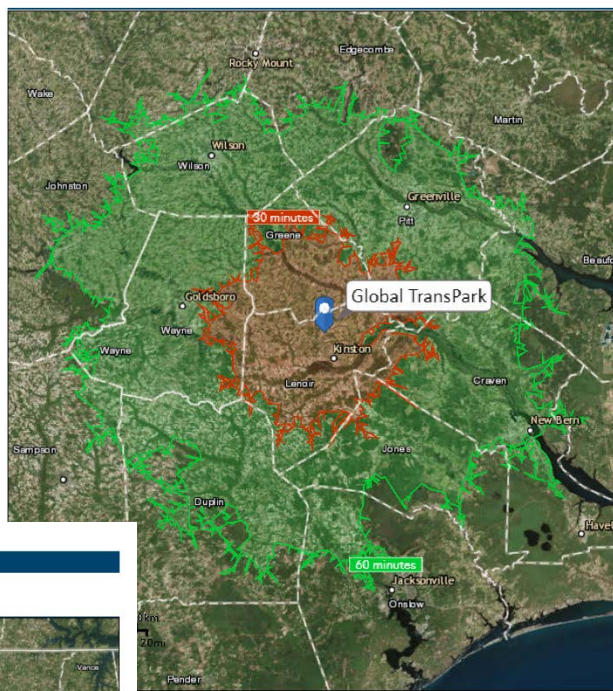 Edgecombe
Rocky Mount
Wake
Martin
Wilson
Wilson
Johnston
Greenville
Pitt
30 minutes
Greene
Beaufo
Global TransPark
Goldsboro
Wayne
Kinston
Wayne
Lenoir
Craven
New Bern
Jones
Sampson
Duplin
Havel
60 minutes
Jacksonville
Onslow
0km
20mi
Vance
Pender